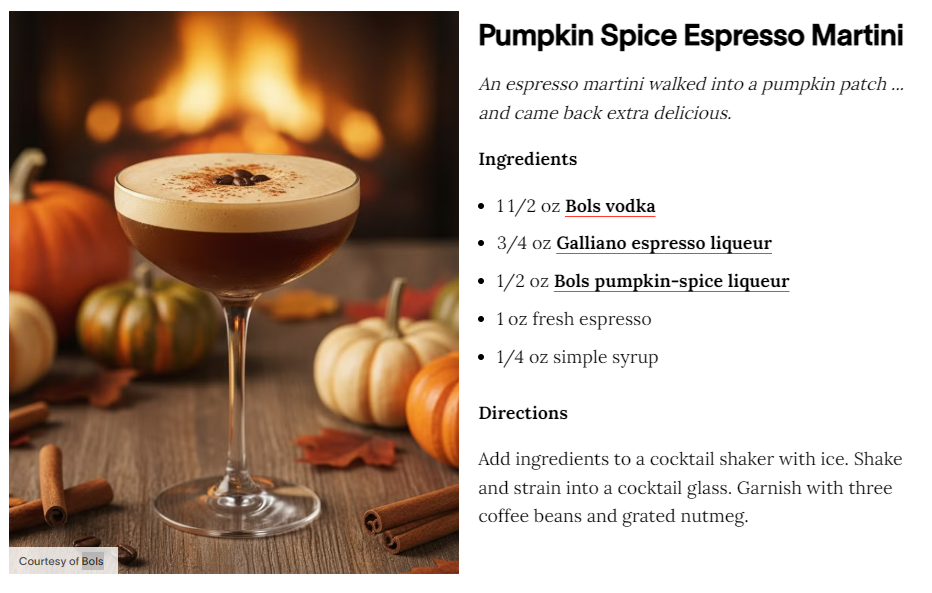 Pumpkin Spice Espresso Martini
An espresso martini walked into a pumpkin patch ...
and came back extra delicious.
Ingredients
• 1 1/2 oz Bols vodka
• 3/4 oz Galliano espresso liqueur
• 1/2 oz Bols pumpkin-spice liqueur
• 1 oz fresh espresso
• 1/4 oz simple syrup
Directions
Add ingredients to a cocktail shaker with ice. Shake
and strain into a cocktail glass. Garnish with three
coffee beans and grated nutmeg.
Courtesy of Bols